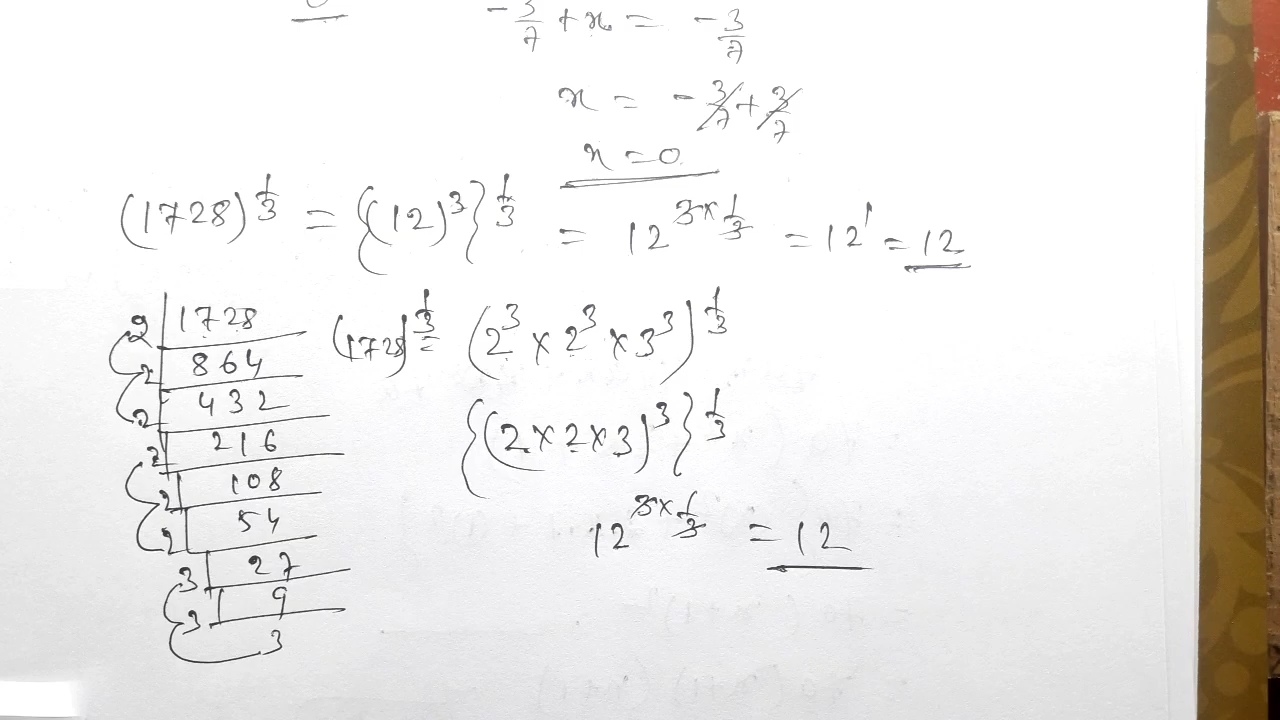 -3/7 + x = -3/7
x = -3/7 + 3/7
x = 0
(1728)^1/3 = {(12)^3}^1/3 = 12^3×1/3 = 12^1 = 12
2 | 1728
(1728)^1/3 = (2^3 × 2^3 × 3^3)^1/3
2 | 864
2 | 432
{(2×2×3)^3}^1/3
2 | 216
2 | 108
2 | 54
12^3×1/3 = 12
3 | 27
3 | 9
3